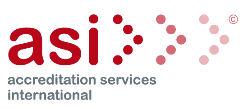 asi ©
accreditation services
international